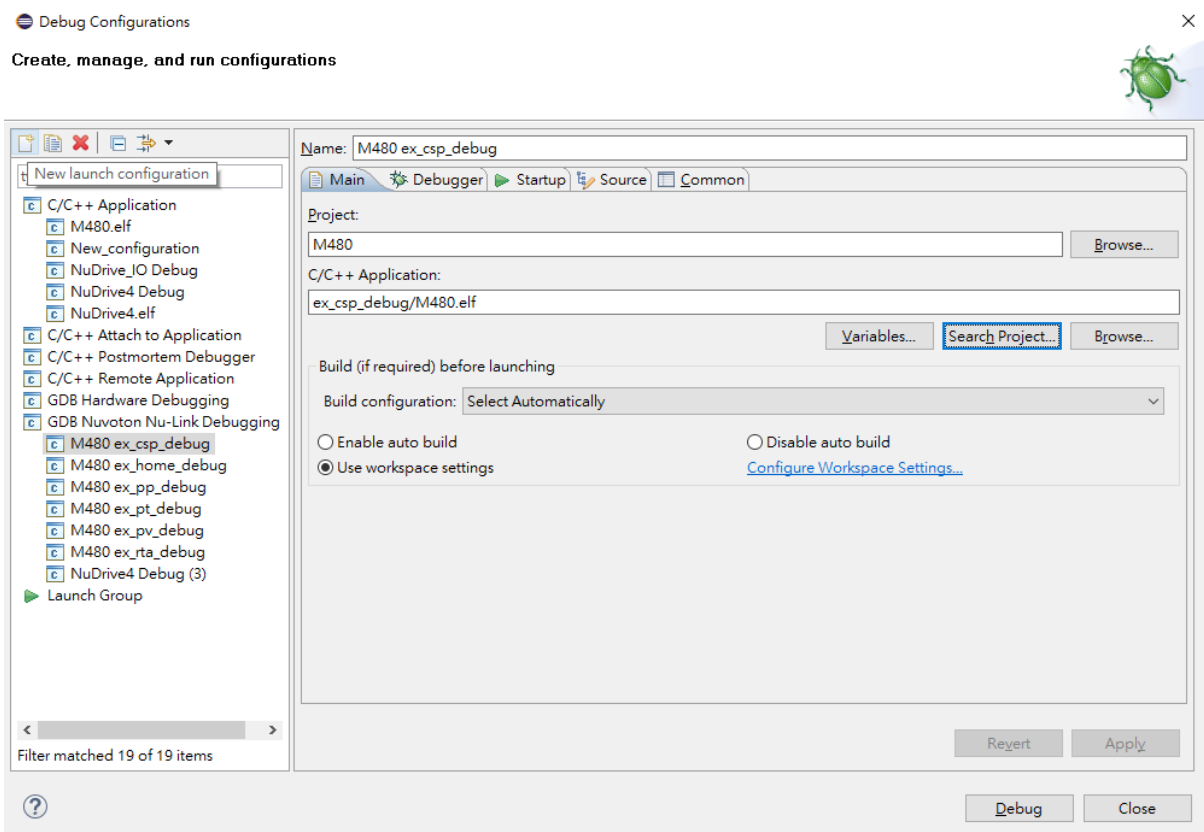 Debug Configurations
Create, manage, and run configurations
New launch configuration
C/C++ Application
M480.elf
New_configuration
NuDrive_IO Debug
NuDrive4 Debug
NuDrive4.elf
C/C++ Attach to Application
C/C++ Postmortem Debugger
C/C++ Remote Application
GDB Hardware Debugging
GDB Nuvoton Nu-Link Debugging
M480 ex_csp_debug
M480 ex_home_debug
M480 ex_pp_debug
M480 ex_pt_debug
M480 ex_pv_debug
M480 ex_rta_debug
NuDrive4 Debug (3)
Launch Group
Filter matched 19 of 19 items
Name: M480 ex_csp_debug
Main Debugger Startup Source Common
Project:
M480 Browse...
C/C++ Application:
ex_csp_debug/M480.elf
Variables... Search Project... Browse...
Build (if required) before launching
Build configuration: Select Automatically
Enable auto build Disable auto build
Use workspace settings Configure Workspace Settings...
Revert Apply
? Debug Close